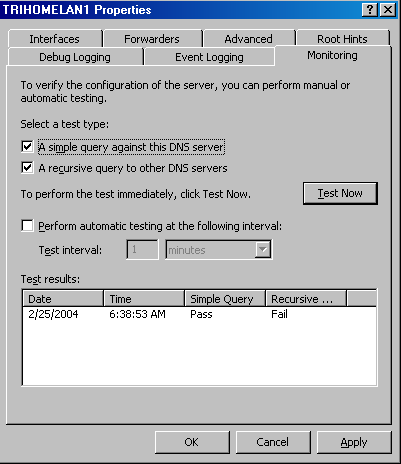 TRIHOMELAN1 Properties
Interfaces Forwarders Advanced Root Hints
Debug Logging Event Logging Monitoring
To verify the configuration of the server, you can perform manual or
automatic testing.
Select a test type:
A simple query against this DNS server
A recursive query to other DNS servers
To perform the test immediately, click Test Now.
Test Now
Perform automatic testing at the following interval:
Test interval: 1 minutes
Test results:
Date Time Simple Query Recursive ...
2/25/2004 6:38:53 AM Pass Fail
OK Cancel Apply